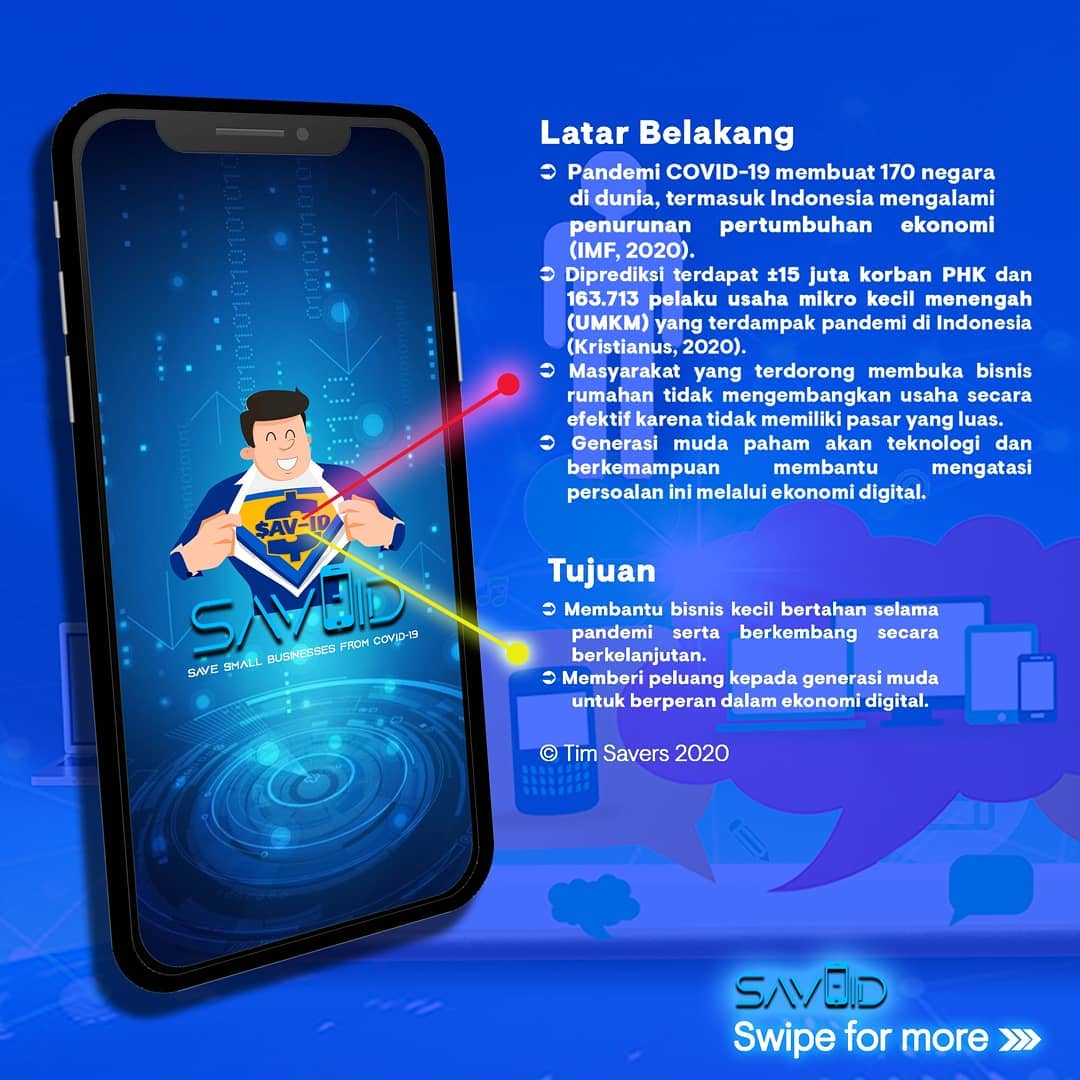 Latar Belakang
➲ Pandemi COVID-19 membuat 170 negara
di dunia, termasuk Indonesia mengalami
penurunan pertumbuhan ekonomi
(IMF, 2020).
➲ Diprediksi terdapat ±15 juta korban PHK dan
163.713 pelaku usaha mikro kecil menengah
(UMKM) yang terdampak pandemi di Indonesia
(Kristianus, 2020).
➲ Masyarakat yang terdorong membuka bisnis
rumahan tidak mengembangkan usaha secara
efektif karena tidak memiliki pasar yang luas.
➲ Generasi muda paham akan teknologi dan
berkemampuan membantu mengatasi
persoalan ini melalui ekonomi digital.
$AV-ID
SAVID
SAVE SMALL BUSINESSES FROM COVID-19
Tujuan
➲ Membantu bisnis kecil bertahan selama
pandemi serta berkembang secara
berkelanjutan.
➲ Memberi peluang kepada generasi muda
untuk berperan dalam ekonomi digital.
© Tim Savers 2020
SAVID
Swipe for more >>>